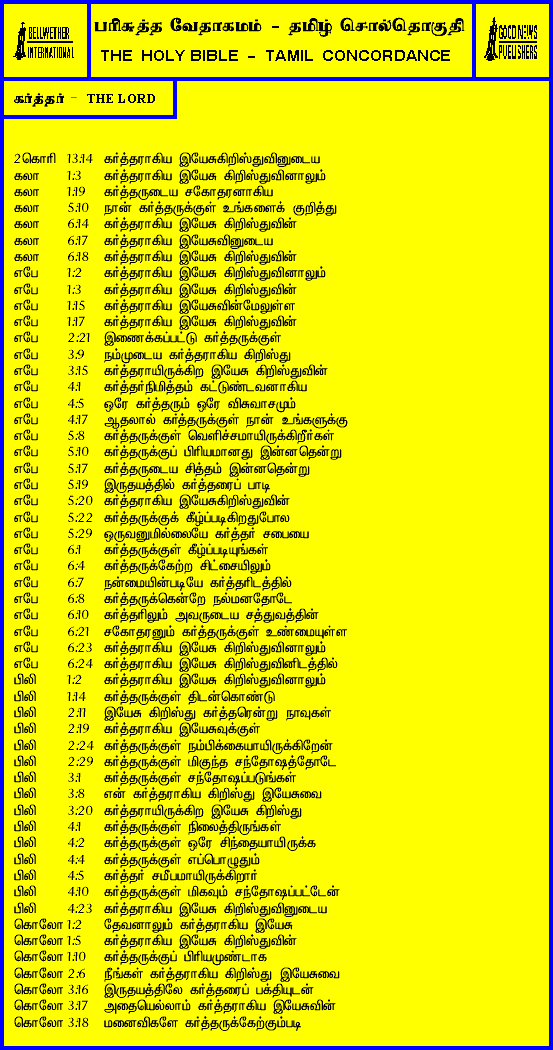 BELLWETHER
INTERNATIONAL
பரிசுத்த வேதாகமம் - தமிழ் சொல்தொகுதி
THE HOLY BIBLE - TAMIL CONCORDANCE
GOOD NEWS
PUBLISHERS
கர்த்தர் - THE LORD
2கொரி 13:14 கர்த்தராகிய இயேசுகிறிஸ்துவினுடைய
கலா 1:3 கர்த்தராகிய இயேசு கிறிஸ்துவினாலும்
கலா 1:19 கர்த்தருடைய சகோதரனாகிய
கலா 5:10 நான் கர்த்தருக்குள் உங்களைக் குறித்து
கலா 6:14 கர்த்தராகிய இயேசு கிறிஸ்துவின்
கலா 6:17 கர்த்தராகிய இயேசுவினுடைய
கலா 6:18 கர்த்தராகிய இயேசு கிறிஸ்துவின்
எபே 1:2 கர்த்தராகிய இயேசு கிறிஸ்துவினாலும்
எபே 1:3 கர்த்தராகிய இயேசு கிறிஸ்துவின்
எபே 1:15 கர்த்தராகிய இயேசுவின்மேலுள்ள
எபே 1:17 கர்த்தராகிய இயேசு கிறிஸ்துவின்
எபே 2:21 இணைக்கப்பட்டு கர்த்தருக்குள்
எபே 3:9 நம்முடைய கர்த்தராகிய கிறிஸ்து
எபே 3:15 கர்த்தராயிருக்கிற இயேசு கிறிஸ்துவின்
எபே 4:1 கர்த்தர்நிமித்தம் கட்டுண்டவனாகிய
எபே 4:5 ஒரே கர்த்தரும் ஒரே விசுவாசமும்
எபே 4:17 ஆதலால் கர்த்தருக்குள் நான் உங்களுக்கு
எபே 5:8 கர்த்தருக்குள் வெளிச்சமாயிருக்கிறீர்கள்
எபே 5:10 கர்த்தருக்குப் பிரியமானது இன்னதென்று
எபே 5:17 கர்த்தருடைய சித்தம் இன்னதென்று
எபே 5:19 இருதயத்தில் கர்த்தரைப் பாடி
எபே 5:20 கர்த்தராகிய இயேசுகிறிஸ்துவின்
எபே 5:22 கர்த்தருக்குக் கீழ்ப்படிகிறதுபோல
எபே 5:29 ஒருவனுமில்லையே கர்த்தர் சபையை
எபே 6:1 கர்த்தருக்குள் கீழ்ப்படியுங்கள்
எபே 6:4 கர்த்தருக்கேற்ற சிட்சையிலும்
எபே 6:7 நன்மையின்படியே கர்த்தரிடத்தில்
எபே 6:8 கர்த்தருக்கென்றே நல்மனதோடே
எபே 6:10 கர்த்தரிலும் அவருடைய சத்துவத்தின்
எபே 6:21 சகோதரனும் கர்த்தருக்குள் உண்மையுள்ள
எபே 6:23 கர்த்தராகிய இயேசு கிறிஸ்துவினாலும்
எபே 6:24 கர்த்தராகிய இயேசு கிறிஸ்துவினிடத்தில்
பிலி 1:2 கர்த்தராகிய இயேசு கிறிஸ்துவினாலும்
பிலி 1:14 கர்த்தருக்குள் திடன்கொண்டு
பிலி 2:11 இயேசு கிறிஸ்து கர்த்தரென்று நாவுகள்
பிலி 2:19 கர்த்தராகிய இயேசுவுக்குள்
பிலி 2:24 கர்த்தருக்குள் நம்பிக்கையாயிருக்கிறேன்
பிலி 2:29 கர்த்தருக்குள் மிகுந்த சந்தோஷத்தோடே
பிலி 3:1 கர்த்தருக்குள் சந்தோஷப்படுங்கள்
பிலி 3:8 என் கர்த்தராகிய கிறிஸ்து இயேசுவை
பிலி 3:20 கர்த்தராயிருக்கிற இயேசு கிறிஸ்து
பிலி 4:1 கர்த்தருக்குள் நிலைத்திருங்கள்
பிலி 4:2 கர்த்தருக்குள் ஒரே சிந்தையாயிருக்க
பிலி 4:4 கர்த்தருக்குள் எப்பொழுதும்
பிலி 4:5 கர்த்தர் சமீபமாயிருக்கிறார்
பிலி 4:10 கர்த்தருக்குள் மிகவும் சந்தோஷப்பட்டேன்
பிலி 4:23 கர்த்தராகிய இயேசு கிறிஸ்துவினுடைய
கொலோ 1:2 தேவனாலும் கர்த்தராகிய இயேசு
கொலோ 1:5 கர்த்தராகிய இயேசு கிறிஸ்துவின்
கொலோ 1:10 கர்த்தருக்குப் பிரியமுண்டாக
கொலோ 2:6 நீங்கள் கர்த்தராகிய கிறிஸ்து இயேசுவை
கொலோ 3:16 இருதயத்திலே கர்த்தரைப் பக்தியுடன்
கொலோ 3:17 அதையெல்லாம் கர்த்தராகிய இயேசுவின்
கொலோ 3:18 மனைவிகளே கர்த்தருக்கேற்கும்படி